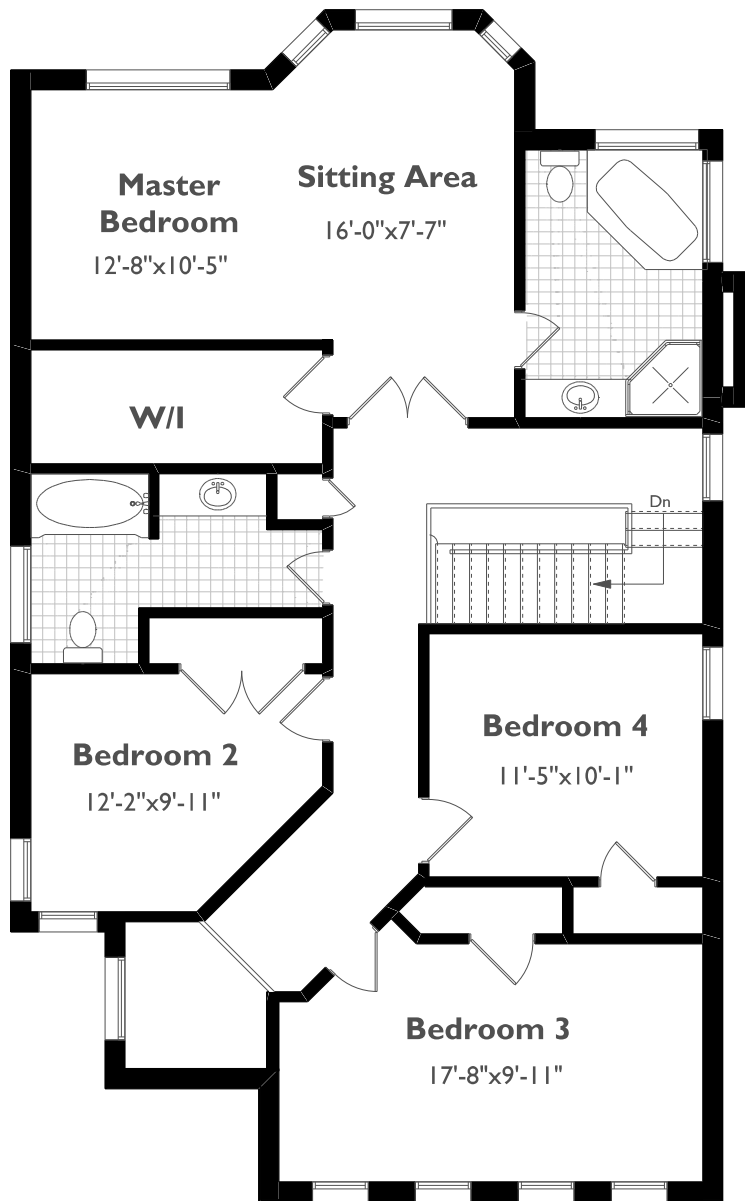 Master
Bedroom
12'-8"x10'-5"
Sitting Area
16'-0"x7'-7"
W/I
Dn
Bedroom 2
12'-2"x9'-11"
Bedroom 4
11'-5"x10'-1"
Bedroom 3
17'-8"x9'-11"